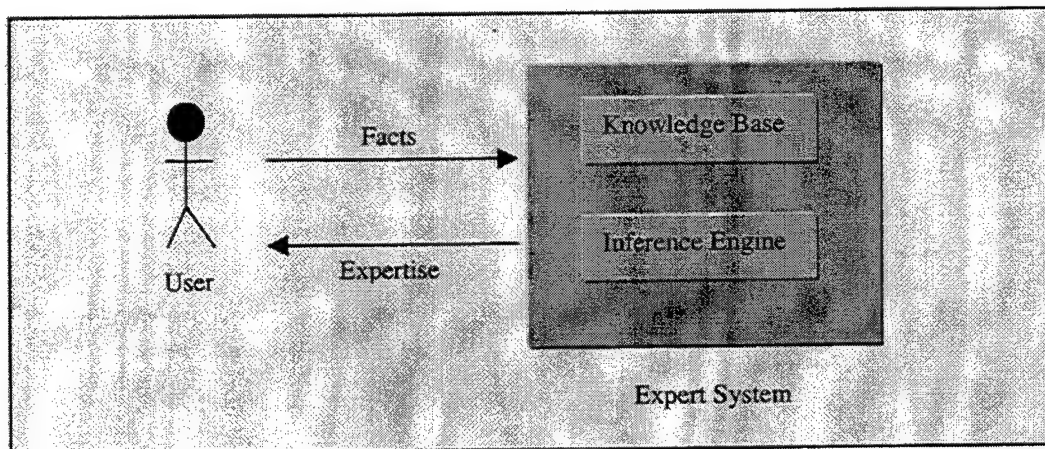 Knowledge Base
Facts
Inference Engine
Expertise
User
Expert System